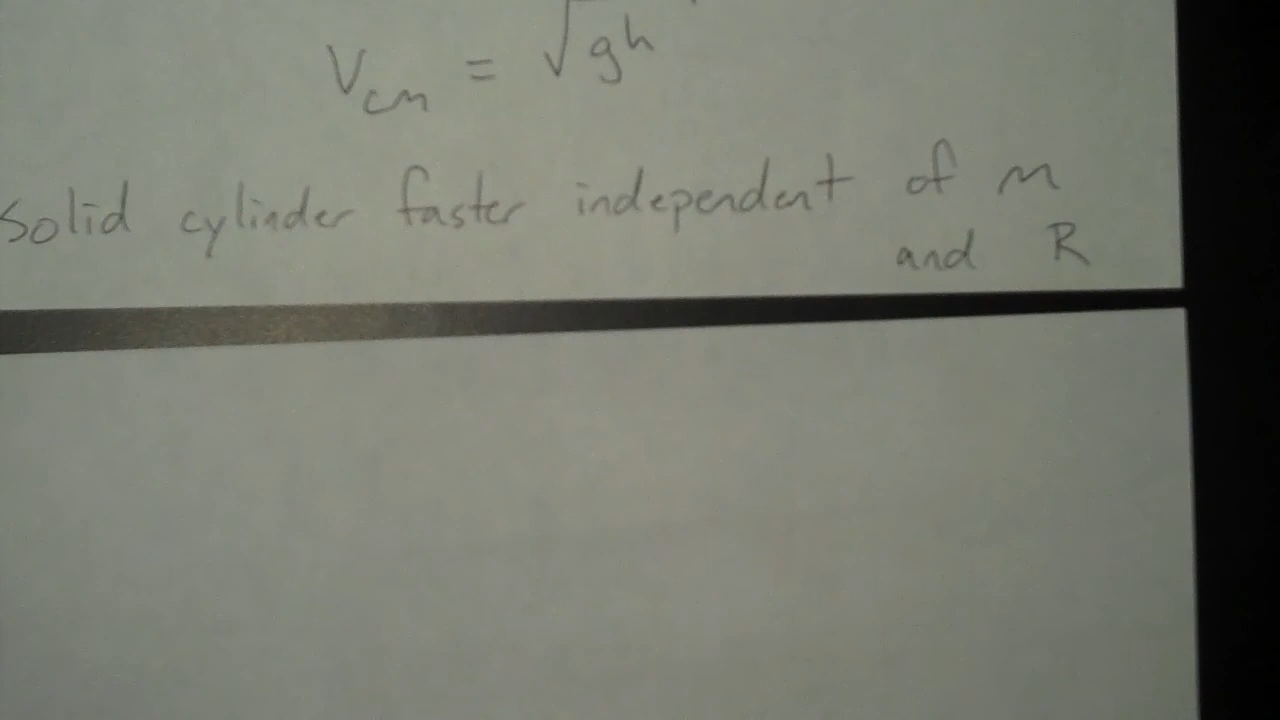 Vcm = √gh
Solid cylinder faster independent of m
and R